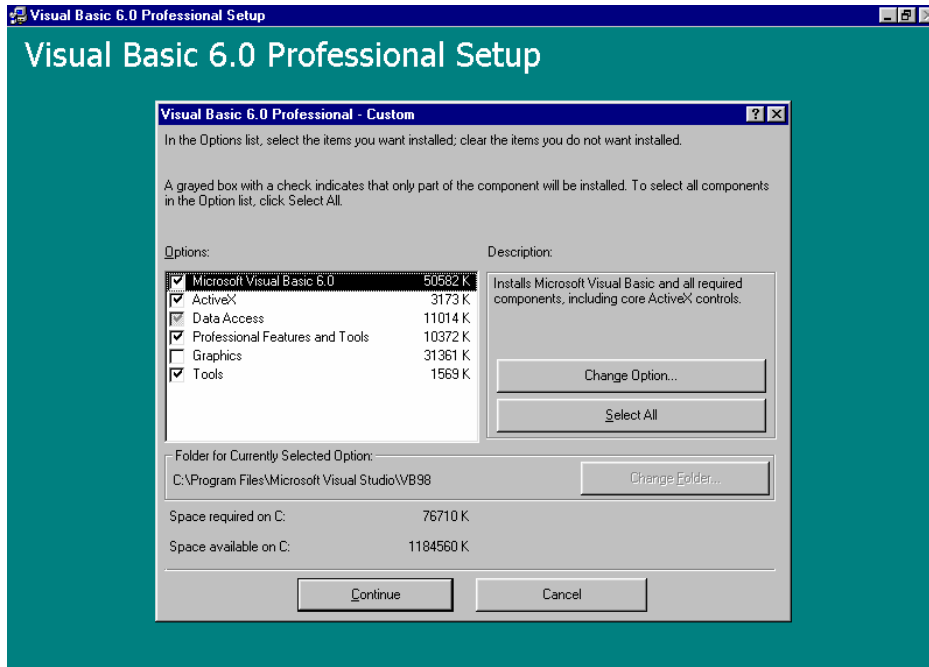 Visual Basic 6.0 Professional Setup
Visual Basic 6.0 Professional Setup
Visual Basic 6.0 Professional - Custom
In the Options list, select the items you want installed; clear the items you do not want installed.
A grayed box with a check indicates that only part of the component will be installed. To select all components
in the Option list, click Select All.
Options:
Description:
Microsoft Visual Basic 6.0 50582 K
ActiveX 3173 K
Data Access 11014 K
Professional Features and Tools 10372 K
Graphics 31361 K
Tools 1569 K
Installs Microsoft Visual Basic and all required
components, including core ActiveX controls.
Change Option...
Select All
Folder for Currently Selected Option:
C:\Program Files\Microsoft Visual Studio\VB98
Change Folder...
Space required on C: 76710 K
Space available on C: 1184560 K
Continue
Cancel